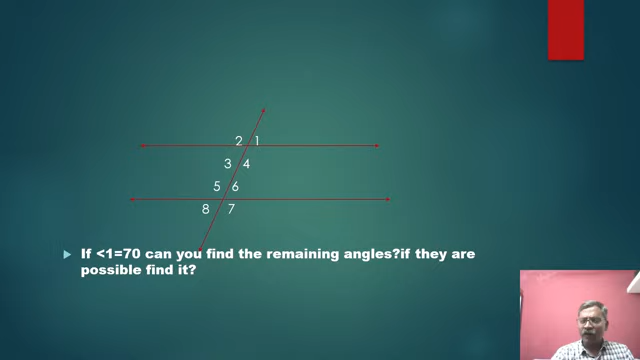 2 1
3 4
5 6
8 7
If <1=70 can you find the remaining angles?if they are
possible find it?